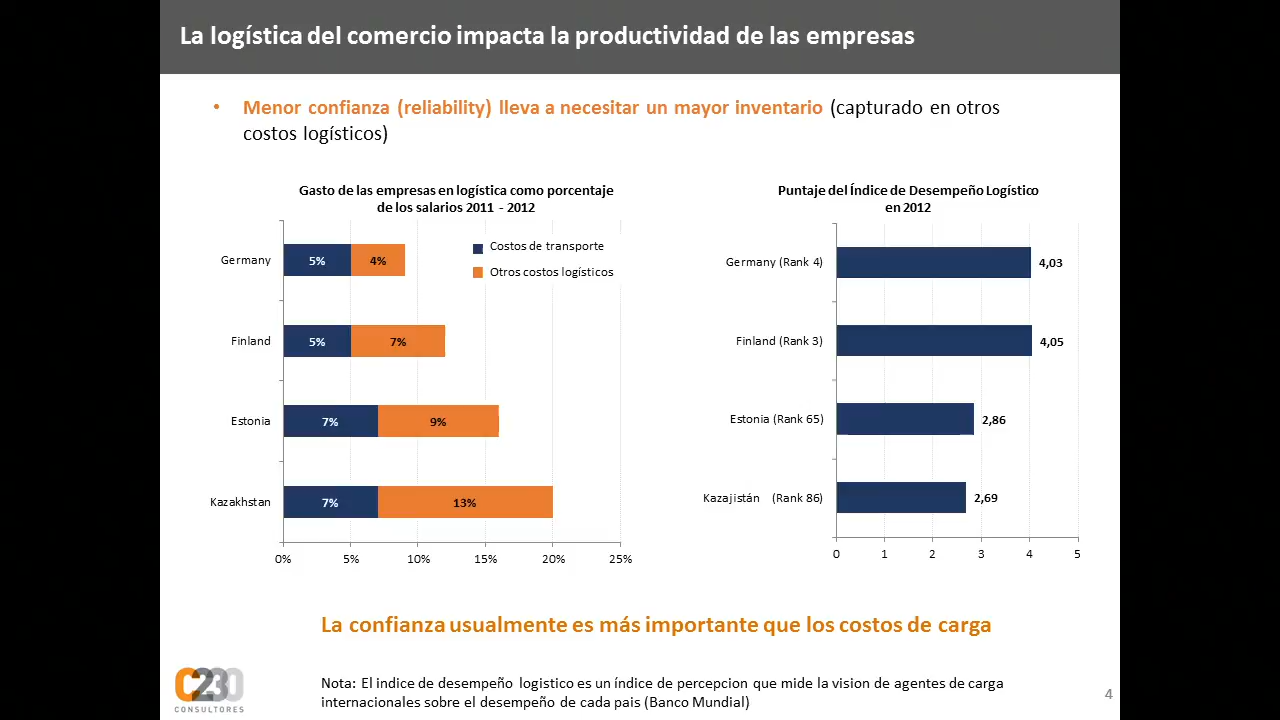 La logística del comercio impacta la productividad de las empresas
• Menor confianza (reliability) lleva a necesitar un mayor inventario (capturado en otros
costos logísticos)
Gasto de las empresas en logística como porcentaje
de los salarios 2011 - 2012
Costos de transporte
Otros costos logísticos
Germany 5% 4%
Finland 5% 7%
Estonia 7% 9%
Kazakhstan 7% 13%
0% 5% 10% 15% 20% 25%
Puntaje del Índice de Desempeño Logístico
en 2012
Germany (Rank 4) 4,03
Finland (Rank 3) 4,05
Estonia (Rank 65) 2,86
Kazajistán (Rank 86) 2,69
0 1 2 3 4 5
La confianza usualmente es más importante que los costos de carga
C230
CONSULTORES
Nota: El indice de desempeño logistico es un índice de percepcion que mide la vision de agentes de carga
internacionales sobre el desempeño de cada pais (Banco Mundial)
4